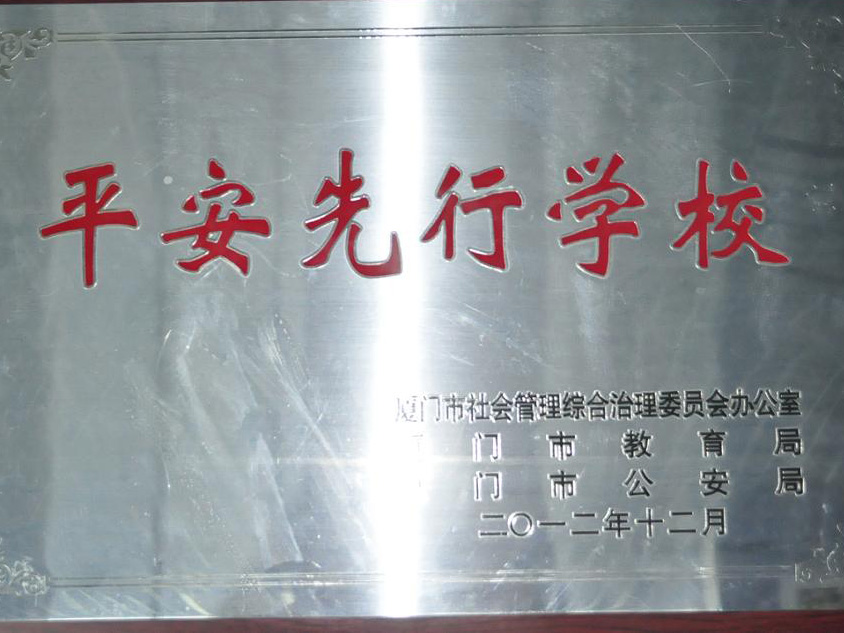 平安先行学校
厦门市社会管理综合治理委员会办公室
门市教育局
门市公安局
二〇一二年十二月